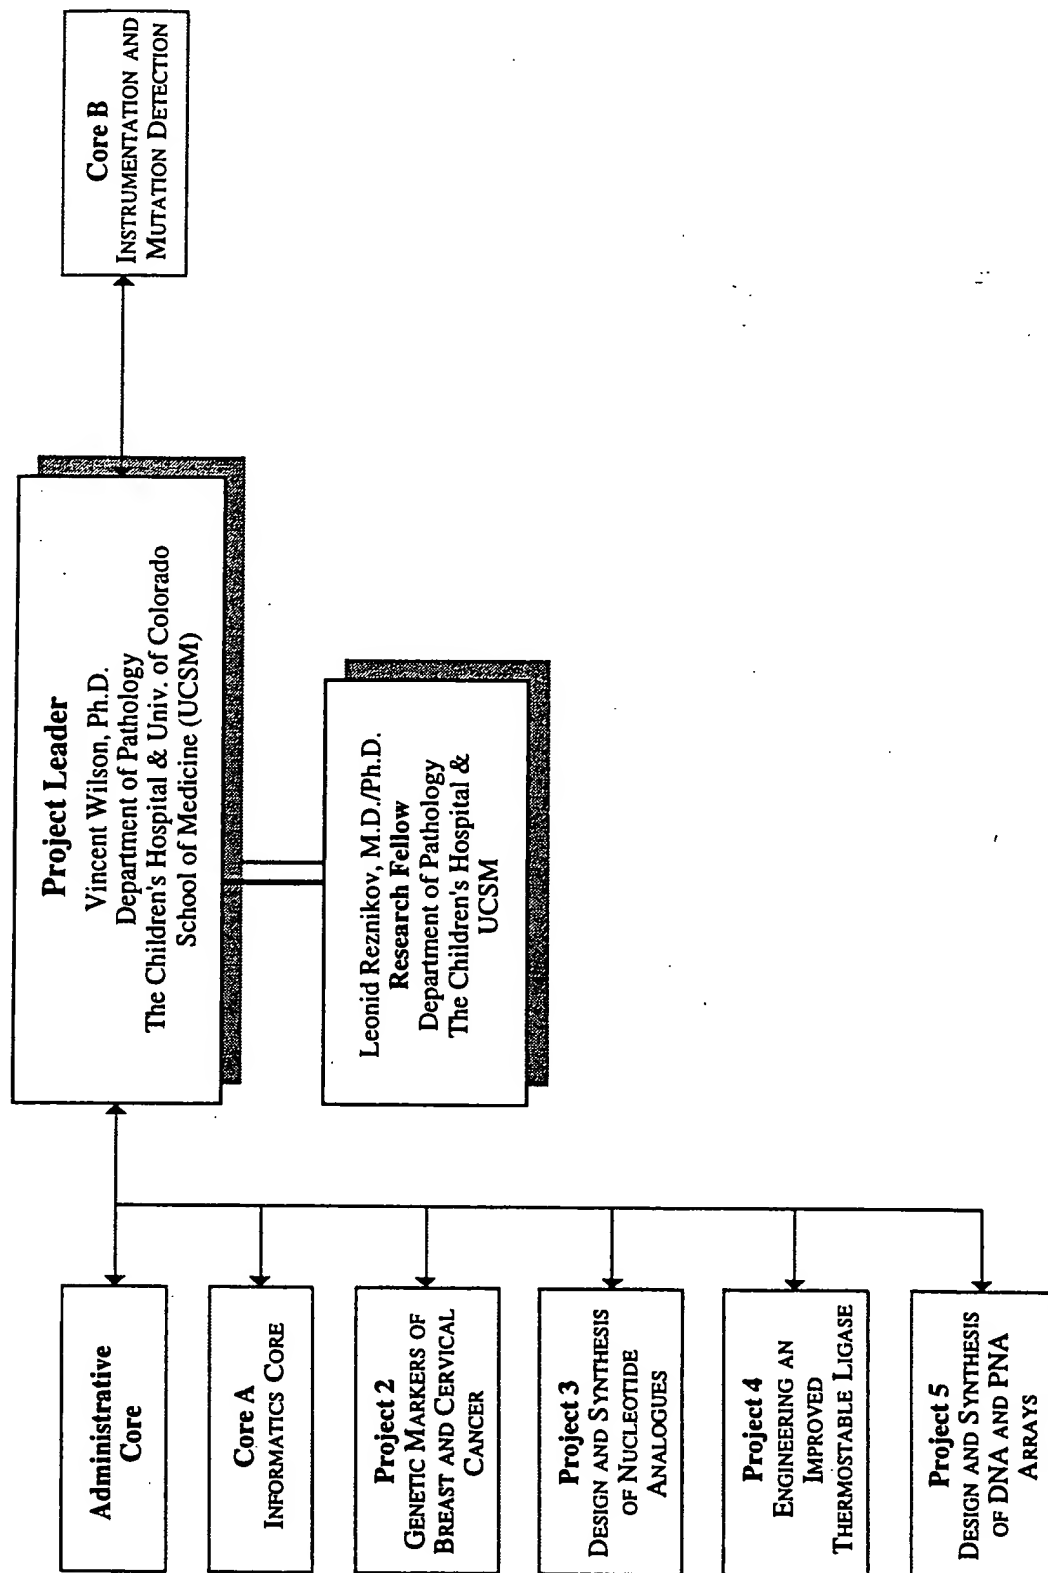 Project Leader
Vincent Wilson, Ph.D.
Department of Pathology
The Children's Hospital & Univ. of Colorado
School of Medicine (UCSM)
Leonid Reznikov, M.D./Ph.D.
Research Fellow
Department of Pathology
The Children's Hospital &
UCSM
Core B
INSTRUMENTATION AND
MUTATION DETECTION
Administrative
Core
Core A
INFORMATICS CORE
Project 2
GENETIC MARKERS OF
BREAST AND CERVICAL
CANCER
Project 3
DESIGN AND SYNTHESIS
OF NUCLEOTIDE
ANALOGUES
Project 4
ENGINEERING AN
IMPROVED
THERMOSTABLE LIGASE
Project 5
DESIGN AND SYNTHESIS
OF DNA AND PNA
ARRAYS